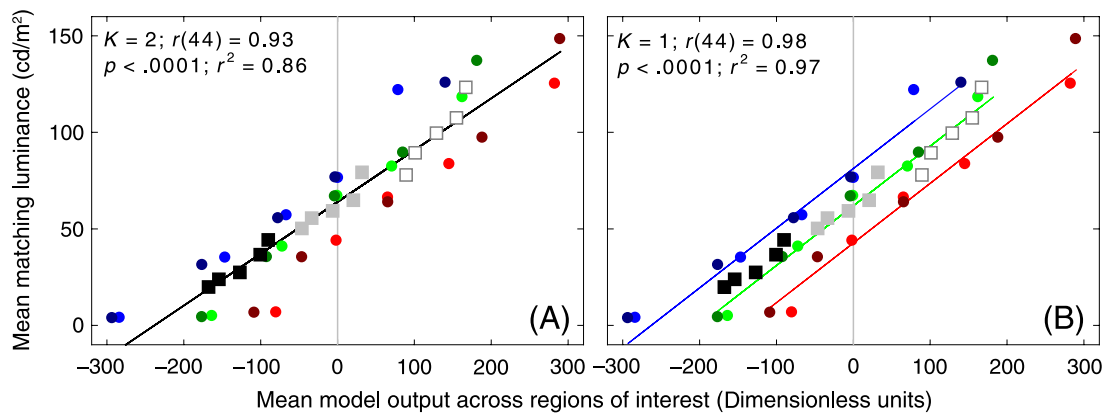 K = 2; r(44) = 0.93
p < .0001; r² = 0.86
K = 1; r(44) = 0.98
p < .0001; r² = 0.97
Mean matching luminance (cd/m²)
150
100
50
0
(A)
(B)
−300 −200 −100 0 100 200 300
−300 −200 −100 0 100 200 300
Mean model output across regions of interest (Dimensionless units)